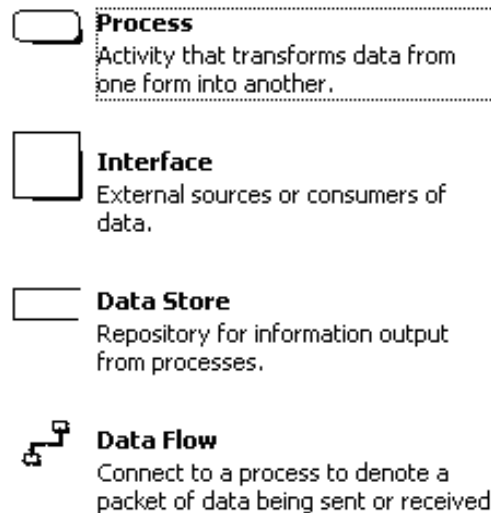 Process
Activity that transforms data from
one form into another.
Interface
External sources or consumers of
data.
Data Store
Repository for information output
from processes.
Data Flow
Connect to a process to denote a
packet of data being sent or received